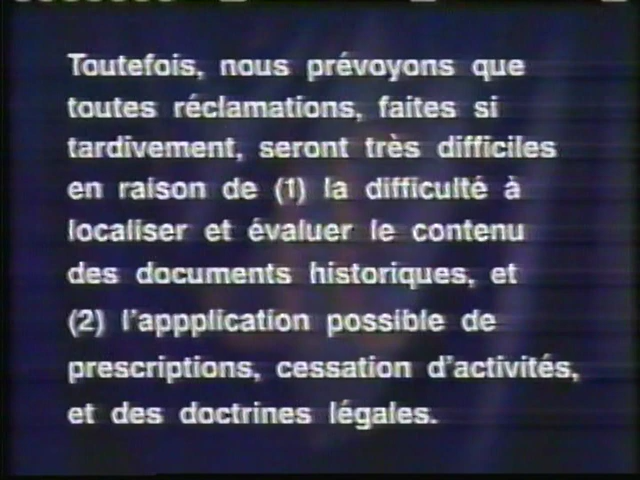 Toutefois, nous prévoyons que
toutes réclamations, faites si
tardivement, seront très difficiles
en raison de (1) la difficulté à
localiser et évaluer le contenu
des documents historiques, et
(2) l'appplication possible de
prescriptions, cessation d'activités,
et des doctrines légales.